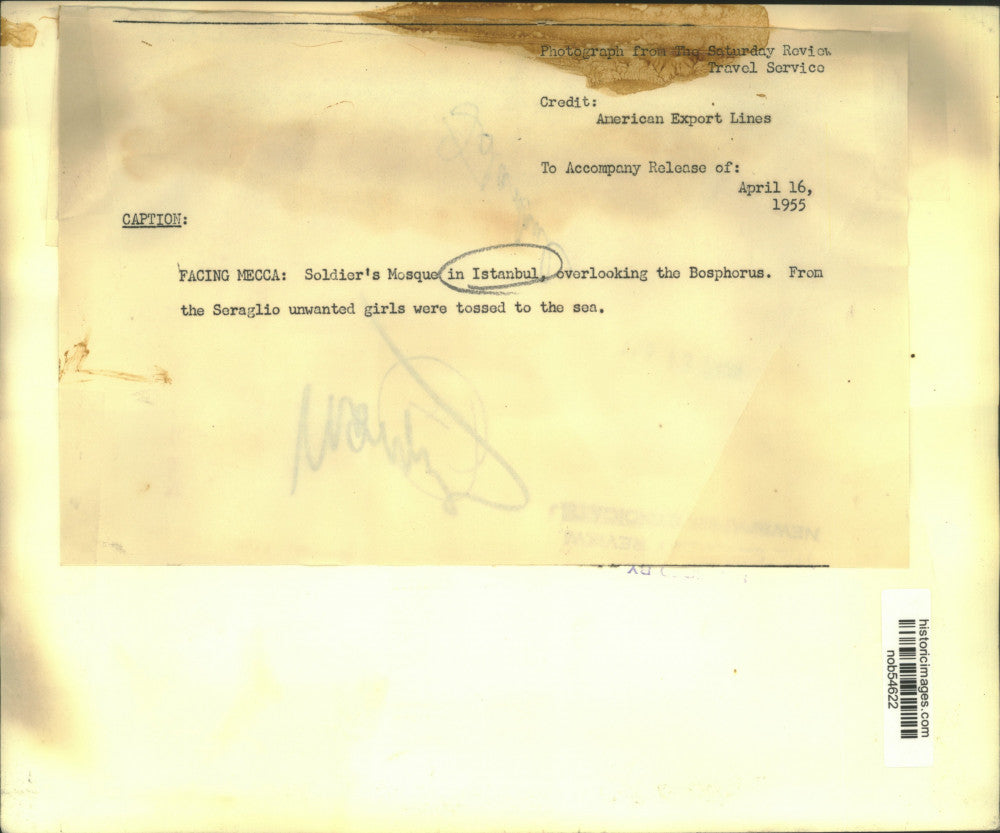 Photograph from The Saturday Review
Travel Service
Credit:
American Export Lines
To Accompany Release of:
April 16,
1955
CAPTION:
FACING MECCA: Soldier's Mosque in Istanbul, overlooking the Bosphorus. From
the Seraglio unwanted girls were tossed to the sea.
historicimages.com
nob54622